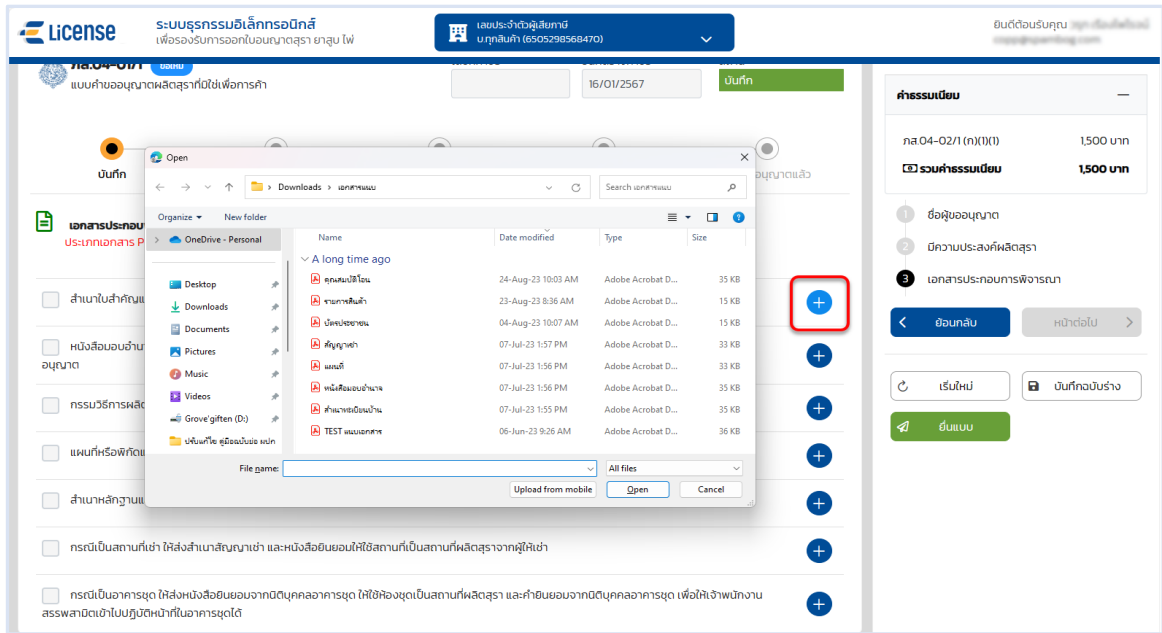 License
ระบบธุรกรรมอิเล็กทรอนิกส์
เพื่อรองรับการออกใบอนุญาตสุรา ยาสูบ ไพ่
เลขประจำตัวผู้เสียภาษี
บ.ทุกสินค้า (6505298568470)
ยินดีต้อนรับคุณ
ภส.04-01/1
แบบคำขออนุญาตผลิตสุราที่มิใช่เพื่อการค้า
16/01/2567
บันทึก
บันทึก
อนุญาตแล้ว
เอกสารประกอบ
ประเภทเอกสาร P
สำเนาใบสำคัญแ
หนังสือมอบอำนา
อนุญาต
กรรมวิธีการผลิต
แผนที่หรือพิกัดแ
สำเนาหลักฐานแ
กรณีเป็นสถานที่เช่า ให้ส่งสำเนาสัญญาเช่า และหนังสือยินยอมให้ใช้สถานที่เป็นสถานที่ผลิตสุราจากผู้ให้เช่า
กรณีเป็นอาคารชุด ให้ส่งหนังสือยินยอมจากนิติบุคคลอาคารชุด ให้ใช้ห้องชุดเป็นสถานที่ผลิตสุรา และคำยินยอมจากนิติบุคคลอาคารชุด เพื่อให้เจ้าพนักงาน
สรรพสามิตเข้าไปปฏิบัติหน้าที่ในอาคารชุดได้
Open
Downloads › เอกสารแนบ
Search เอกสารแนบ
Organize New folder
OneDrive - Personal
Desktop
Downloads
Documents
Pictures
Music
Videos
Grove'giften (D:)
ปรับแก้ไข คู่มือฉบับย่อ ผปก
Name Date modified Type Size
A long time ago
คุณสมบัติโอน 24-Aug-23 10:03 AM Adobe Acrobat D... 35 KB
รายการสินค้า 23-Aug-23 8:36 AM Adobe Acrobat D... 15 KB
บัตรประชาชน 04-Aug-23 10:07 AM Adobe Acrobat D... 15 KB
สัญญาเช่า 07-Jul-23 1:57 PM Adobe Acrobat D... 33 KB
แผนที่ 07-Jul-23 1:56 PM Adobe Acrobat D... 33 KB
หนังสือมอบอำนาจ 07-Jul-23 1:56 PM Adobe Acrobat D... 35 KB
สำเนาทะเบียนบ้าน 07-Jul-23 1:55 PM Adobe Acrobat D... 35 KB
TEST แนบเอกสาร 06-Jun-23 9:26 AM Adobe Acrobat D... 36 KB
File name:
All files
Upload from mobile
Open
Cancel
ค่าธรรมเนียม
ภส.04-02/1 (ก)(1)(1) 1,500 บาท
รวมค่าธรรมเนียม 1,500 บาท
1 ชื่อผู้ขออนุญาต
2 มีความประสงค์ผลิตสุรา
3 เอกสารประกอบการพิจารณา
ย้อนกลับ
หน้าต่อไป
เริ่มใหม่
บันทึกฉบับร่าง
ยื่นแบบ